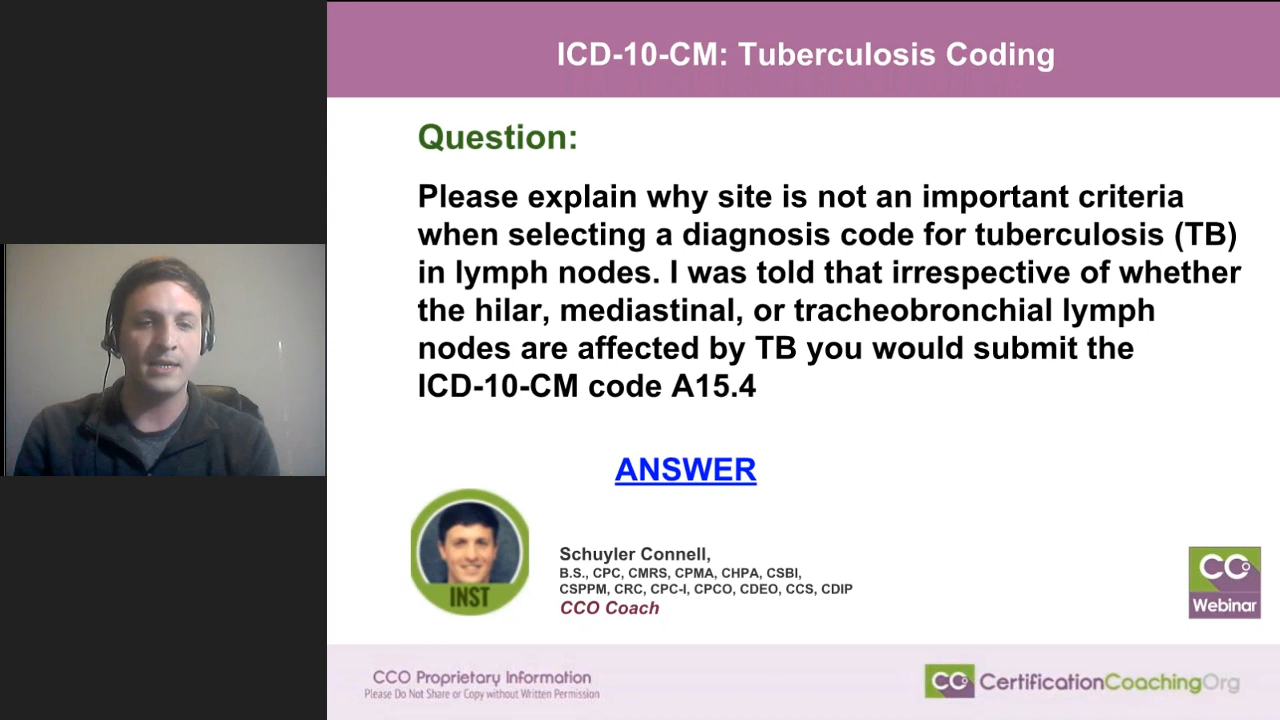 ICD-10-CM: Tuberculosis Coding
Question:
Please explain why site is not an important criteria
when selecting a diagnosis code for tuberculosis (TB)
in lymph nodes. I was told that irrespective of whether
the hilar, mediastinal, or tracheobronchial lymph
nodes are affected by TB you would submit the
ICD-10-CM code A15.4
ANSWER
INST
Schuyler Connell,
B.S., CPC, CMRS, CPMA, CHPA, CSBI,
CSPPM, CRC, CPC-I, CPCO, CDEO, CCS, CDIP
CCO Coach
CCO
Webinar
CCO Proprietary Information
Please Do Not Share or Copy without Written Permission
CCO CertificationCoachingOrg